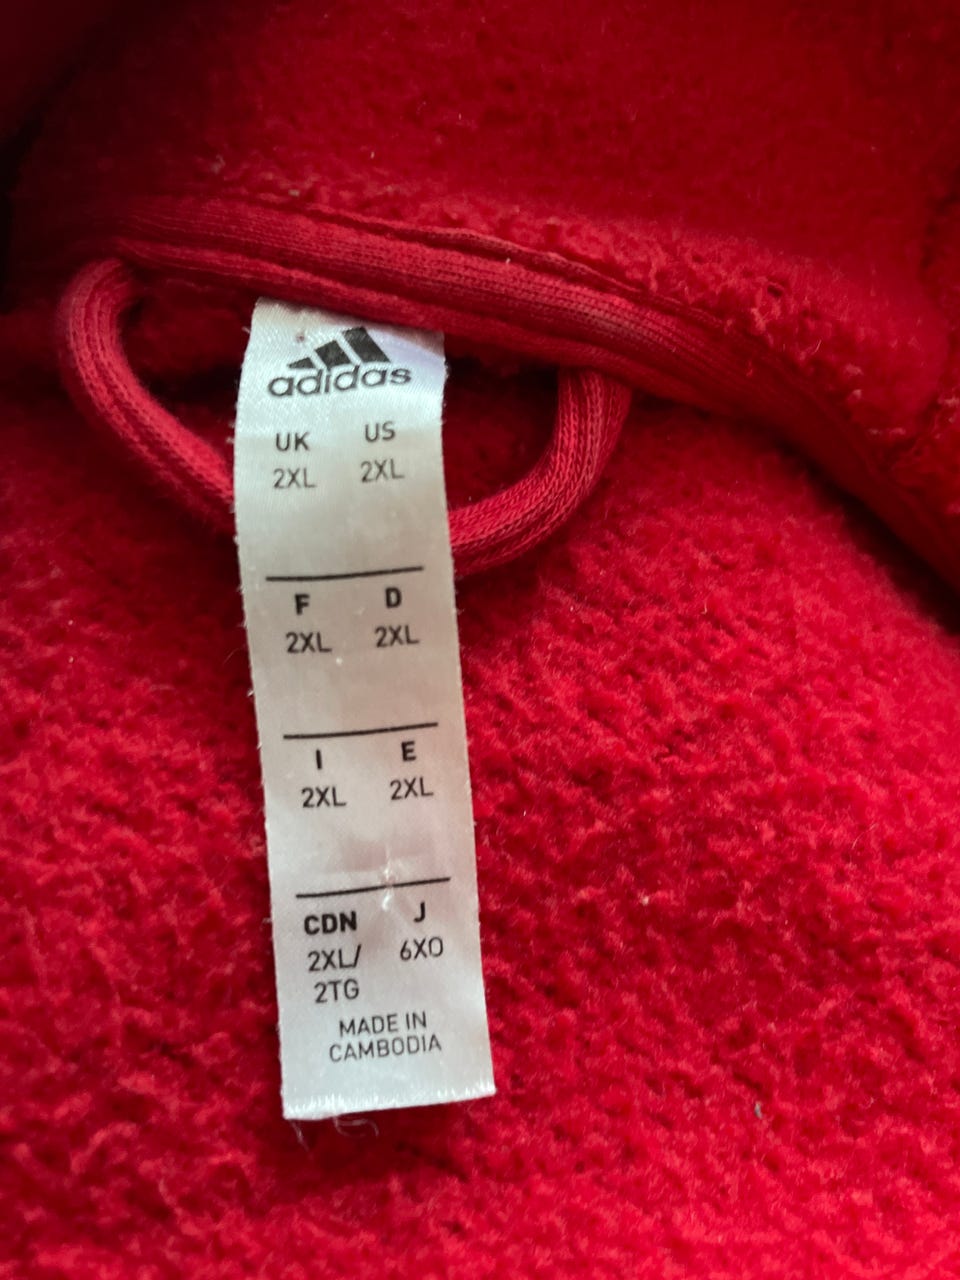 adidas
UK US
2XL 2XL
F D
2XL 2XL
I E
2XL 2XL
CDN J
2XL/ 6XO
2TG
MADE IN
CAMBODIA